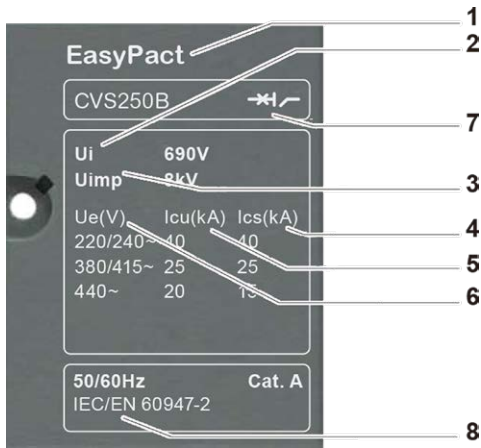 EasyPact
CVS250B
Ui 690V
Uimp 8kV
Ue(V) Icu(kA) Ics(kA)
220/240~ 40 40
380/415~ 25 25
440~ 20 15
50/60Hz Cat. A
IEC/EN 60947-2
1
2
7
3
4
5
6
8